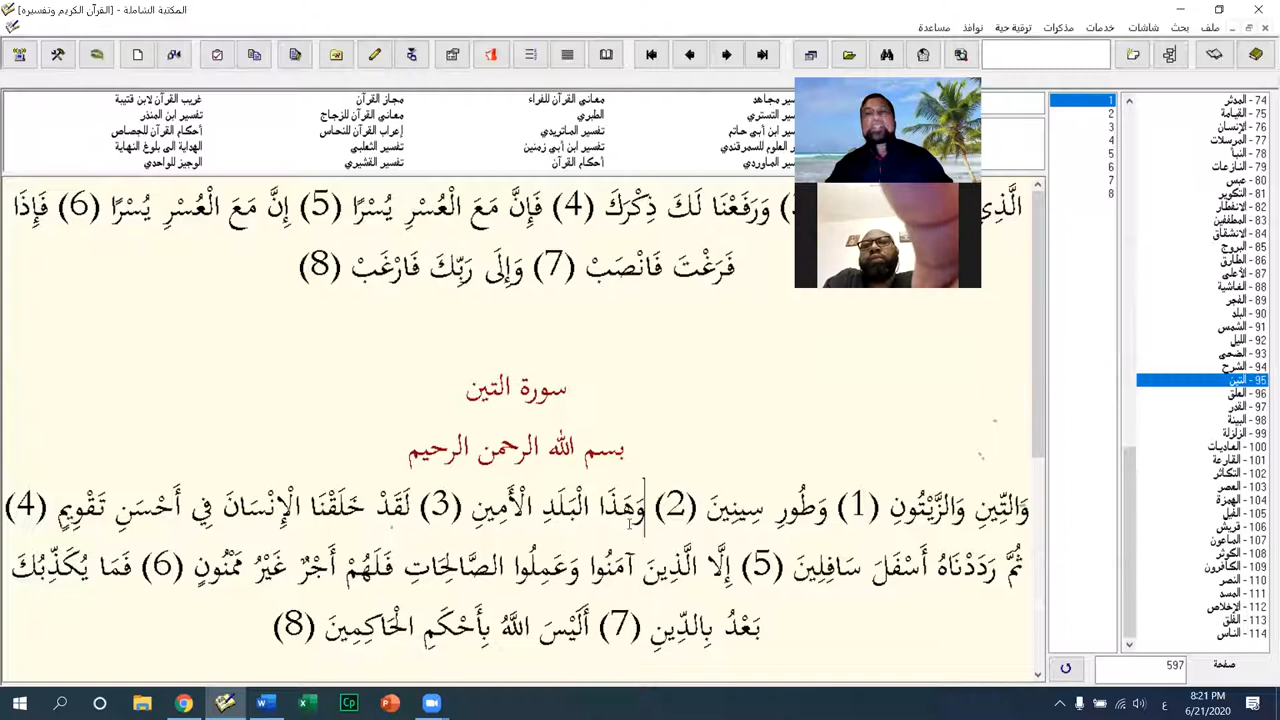 المكتبة الشاملة - [القرآن الكريم وتفسيره]
ملف بحث شاشات خدمات مذكرات ترقية حية نوافذ مساعدة
معاني القرآن للفراء مجاز القرآن غريب القرآن لابن قتيبة
سير مجاهد
الطبري معاني القرآن للزجاج تفسير ابن المنذر
سير التستري
تفسير الماتريدي إعراب القرآن للنحاس أحكام القرآن للجصاص
سير ابن أبي حاتم
تفسير ابن أبي زمنين تفسير الثعلبي الهداية الى بلوغ النهاية
العلوم للسمرقندي
أحكام القرآن تفسير القشيري الوجيز للواحدي
سير الماوردي
الَّذِي
وَرَفَعْنَا لَكَ ذِكْرَكَ (4) فَإِنَّ مَعَ الْعُسْرِ يُسْرًا (5) إِنَّ مَعَ الْعُسْرِ يُسْرًا (6) فَإِذَا
فَرَغْتَ فَانْصَبْ (7) وَإِلَى رَبِّكَ فَارْغَبْ (8)
سورة التين
بسم الله الرحمن الرحيم
وَالتِّينِ وَالزَّيْتُونِ (1) وَطُورِ سِينِينَ (2) وَهَذَا الْبَلَدِ الْأَمِينِ (3) لَقَدْ خَلَقْنَا الْإِنْسَانَ فِي أَحْسَنِ تَقْوِيمٍ (4)
ثُمَّ رَدَدْنَاهُ أَسْفَلَ سَافِلِينَ (5) إِلَّا الَّذِينَ آمَنُوا وَعَمِلُوا الصَّالِحَاتِ فَلَهُمْ أَجْرٌ غَيْرُ مَمْنُونٍ (6) فَمَا يُكَذِّبُكَ
بَعْدُ بِالدِّينِ (7) أَلَيْسَ اللَّهُ بِأَحْكَمِ الْحَاكِمِينَ (8)
1
2
3
4
5
6
7
8
74 - المدثر
75 - القيامة
76 - الإنسان
77 - المرسلات
78 - النبأ
79 - النازعات
80 - عبس
81 - التكوير
82 - الانفطار
83 - المطففين
84 - الانشقاق
85 - البروج
86 - الطارق
87 - الأعلى
88 - الغاشية
89 - الفجر
90 - البلد
91 - الشمس
92 - الليل
93 - الضحى
94 - الشرح
95 - التين
96 - العلق
97 - القدر
98 - البينة
99 - الزلزلة
100 - العاديات
101 - القارعة
102 - التكاثر
103 - العصر
104 - الهمزة
105 - الفيل
106 - قريش
107 - الماعون
108 - الكوثر
109 - الكافرون
110 - النصر
111 - المسد
112 - الإخلاص
113 - الفلق
114 - الناس
صفحة 597
8:21 PM
6/21/2020